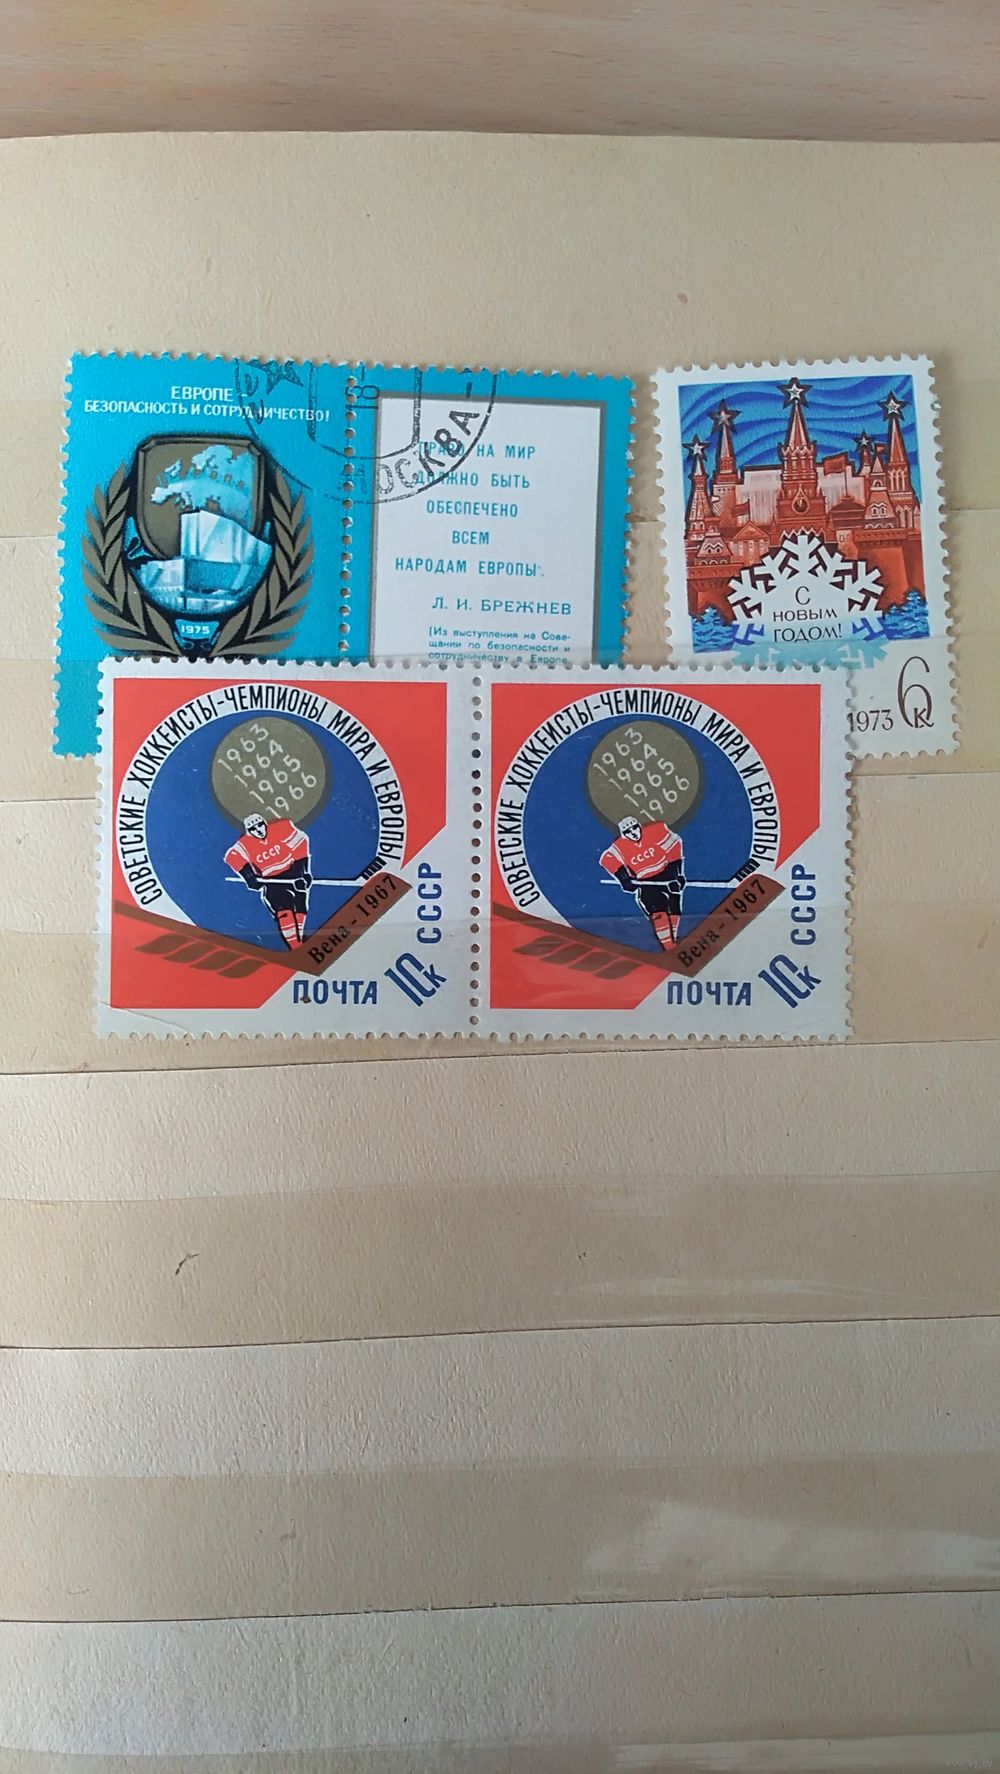 ЕВРОПЕ -
БЕЗОПАСНОСТЬ И СОТРУДНИЧЕСТВО!
1975
МОСКВА
ПРАВО НА МИР
ДОЛЖНО БЫТЬ
ОБЕСПЕЧЕНО
ВСЕМ
НАРОДАМ ЕВРОПЫ".
Л. И. БРЕЖНЕВ
(Из выступления на Сове-
щании по безопасности и
сотрудничеству в Европе
С
НОВЫМ
ГОДОМ!
1973 6 к
СОВЕТСКИЕ ХОККЕИСТЫ-ЧЕМПИОНЫ МИРА И ЕВРОПЫ
1963
1964
1965
1966
СССР
Вена-1967
СССР
ПОЧТА 10к
СОВЕТСКИЕ ХОККЕИСТЫ-ЧЕМПИОНЫ МИРА И ЕВРОПЫ
1963
1964
1965
1966
СССР
Вена-1967
СССР
ПОЧТА 10к